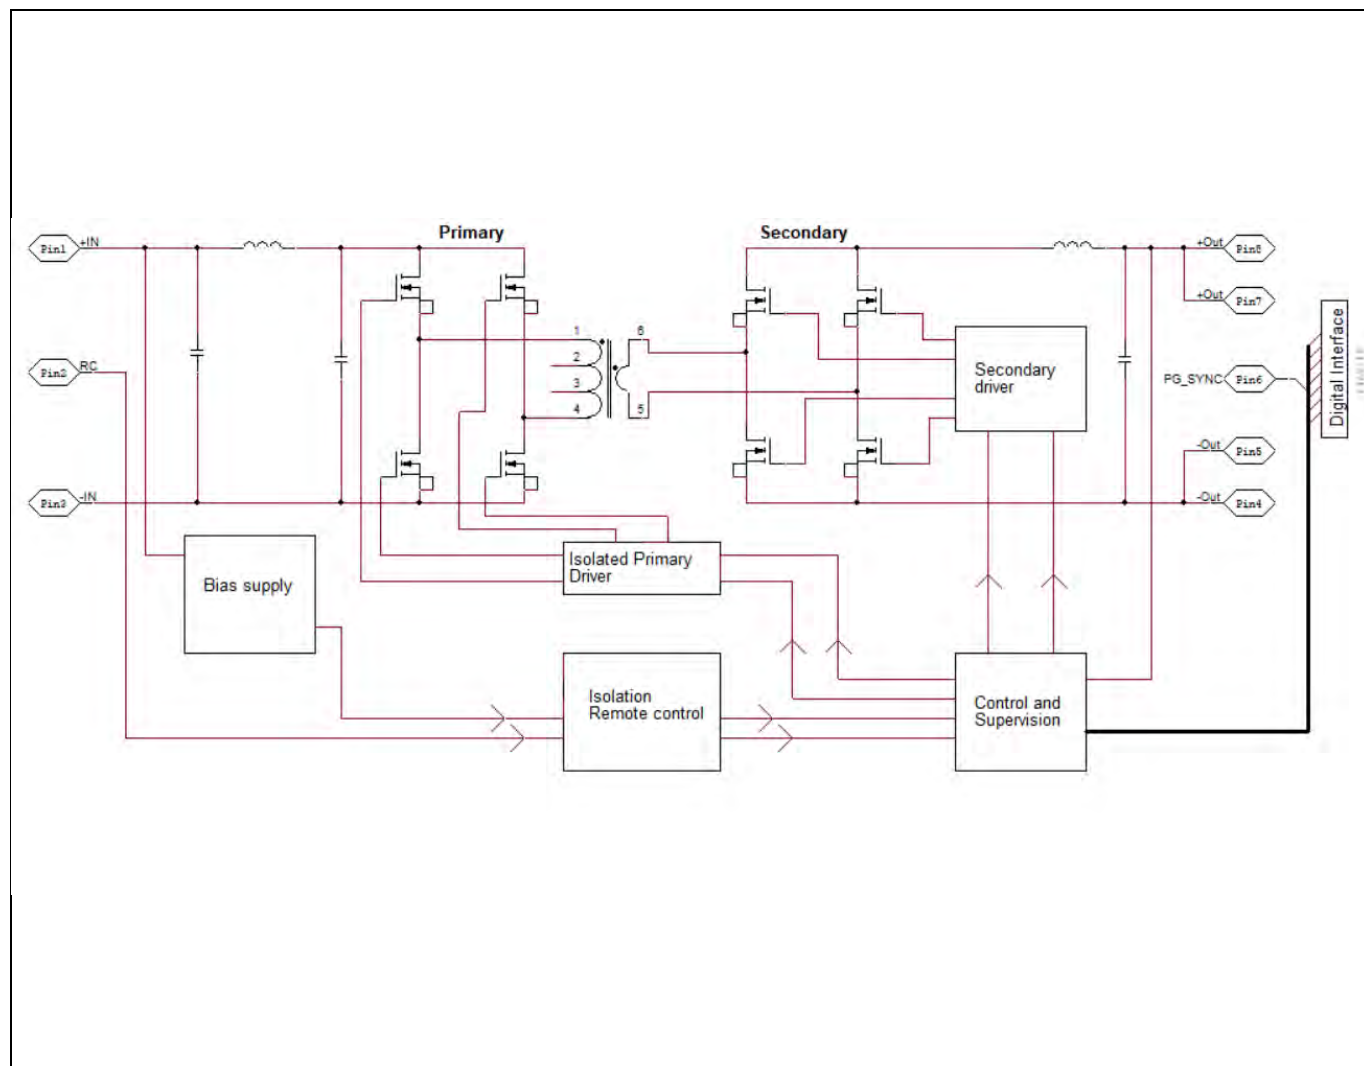 Primary
Secondary
Pin1
+IN
+Out
Pin8
+Out
Pin7
1
2
3
4
6
5
Pin2
RC
Secondary
driver
PG_SYNC
Pin6
Digital Interface
-Out
Pin5
Pin3
-IN
-Out
Pin4
Isolated Primary
Driver
Bias supply
Isolation
Remote control
Control and
Supervision